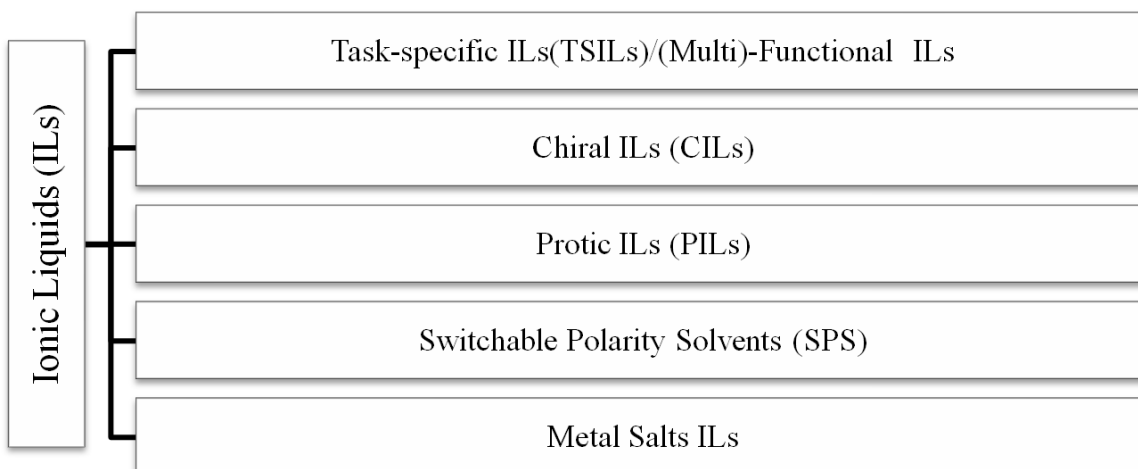 Ionic Liquids (ILs)
Task-specific ILs(TSILs)/(Multi)-Functional ILs
Chiral ILs (CILs)
Protic ILs (PILs)
Switchable Polarity Solvents (SPS)
Metal Salts ILs